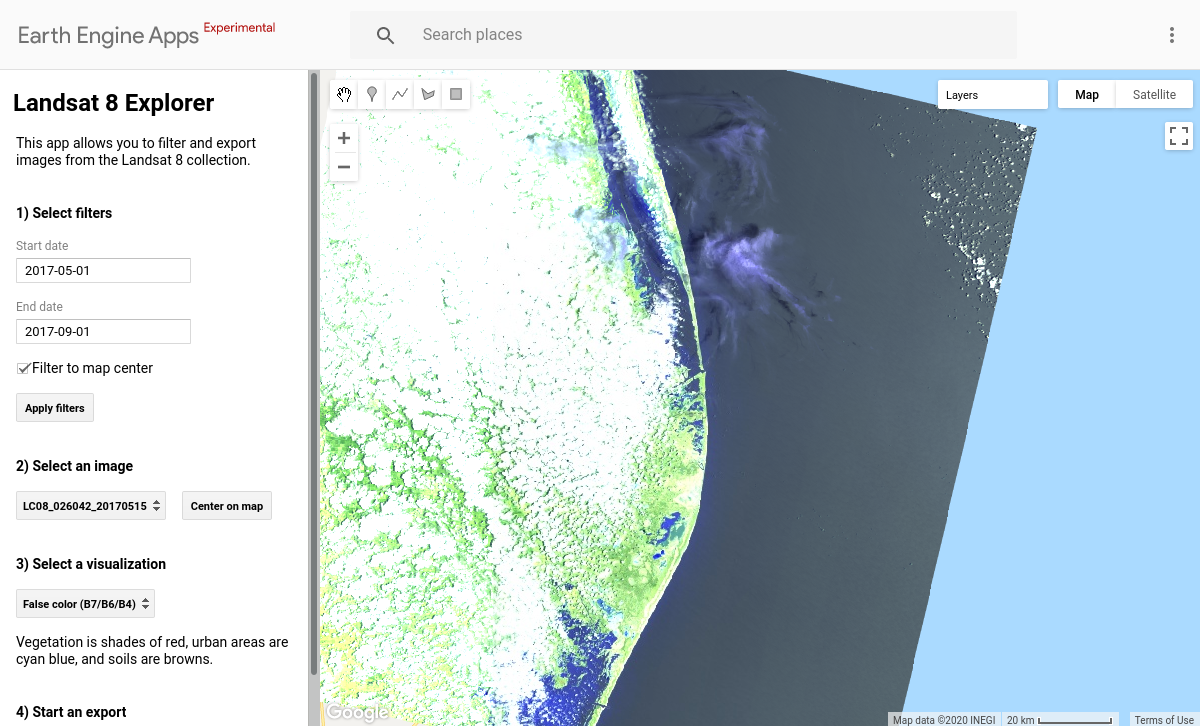 Earth Engine Apps Experimental
Search places
Landsat 8 Explorer
This app allows you to filter and export
images from the Landsat 8 collection.
1) Select filters
Start date
2017-05-01
End date
2017-09-01
Filter to map center
Apply filters
2) Select an image
LC08_026042_20170515
Center on map
3) Select a visualization
False color (B7/B6/B4)
Vegetation is shades of red, urban areas are
cyan blue, and soils are browns.
4) Start an export
Layers
Map
Satellite
+
−
Google
Map data ©2020 INEGI
20 km
Terms of Use